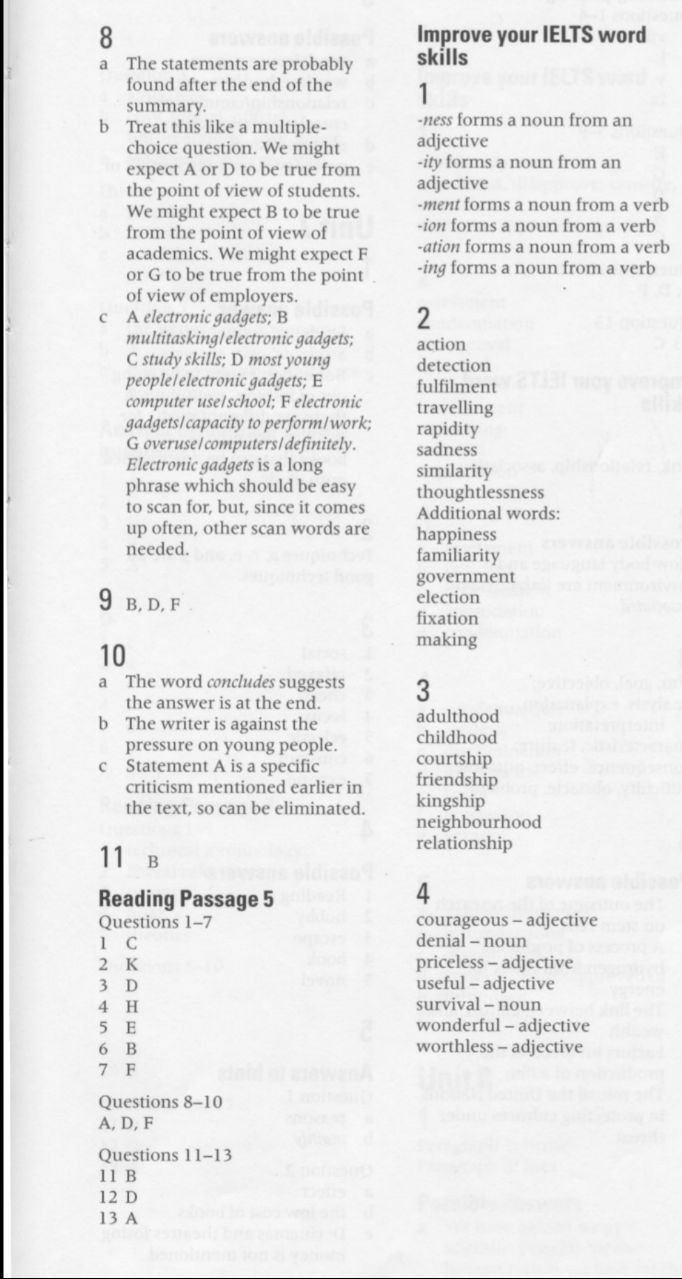 8
a The statements are probably
found after the end of the
summary.
b Treat this like a multiple-
choice question. We might
expect A or D to be true from
the point of view of students.
We might expect B to be true
from the point of view of
academics. We might expect F
or G to be true from the point
of view of employers.
c A electronic gadgets; B
multitasking/electronic gadgets;
C study skills; D most young
people/electronic gadgets; E
computer use/school; F electronic
gadgets/capacity to perform/work;
G overuse/computers/definitely.
Electronic gadgets is a long
phrase which should be easy
to scan for, but, since it comes
up often, other scan words are
needed.
9 B, D, F
10
a The word concludes suggests
the answer is at the end.
b The writer is against the
pressure on young people.
c Statement A is a specific
criticism mentioned earlier in
the text, so can be eliminated.
11 B
Reading Passage 5
Questions 1–7
1 C
2 K
3 D
4 H
5 E
6 B
7 F
Questions 8–10
A, D, F
Questions 11–13
11 B
12 D
13 A
Improve your IELTS word
skills
1
-ness forms a noun from an
adjective
-ity forms a noun from an
adjective
-ment forms a noun from a verb
-ion forms a noun from a verb
-ation forms a noun from a verb
-ing forms a noun from a verb
2
action
detection
fulfilment
travelling
rapidity
sadness
similarity
thoughtlessness
Additional words:
happiness
familiarity
government
election
fixation
making
3
adulthood
childhood
courtship
friendship
kingship
neighbourhood
relationship
4
courageous – adjective
denial – noun
priceless – adjective
useful – adjective
survival – noun
wonderful – adjective
worthless – adjective